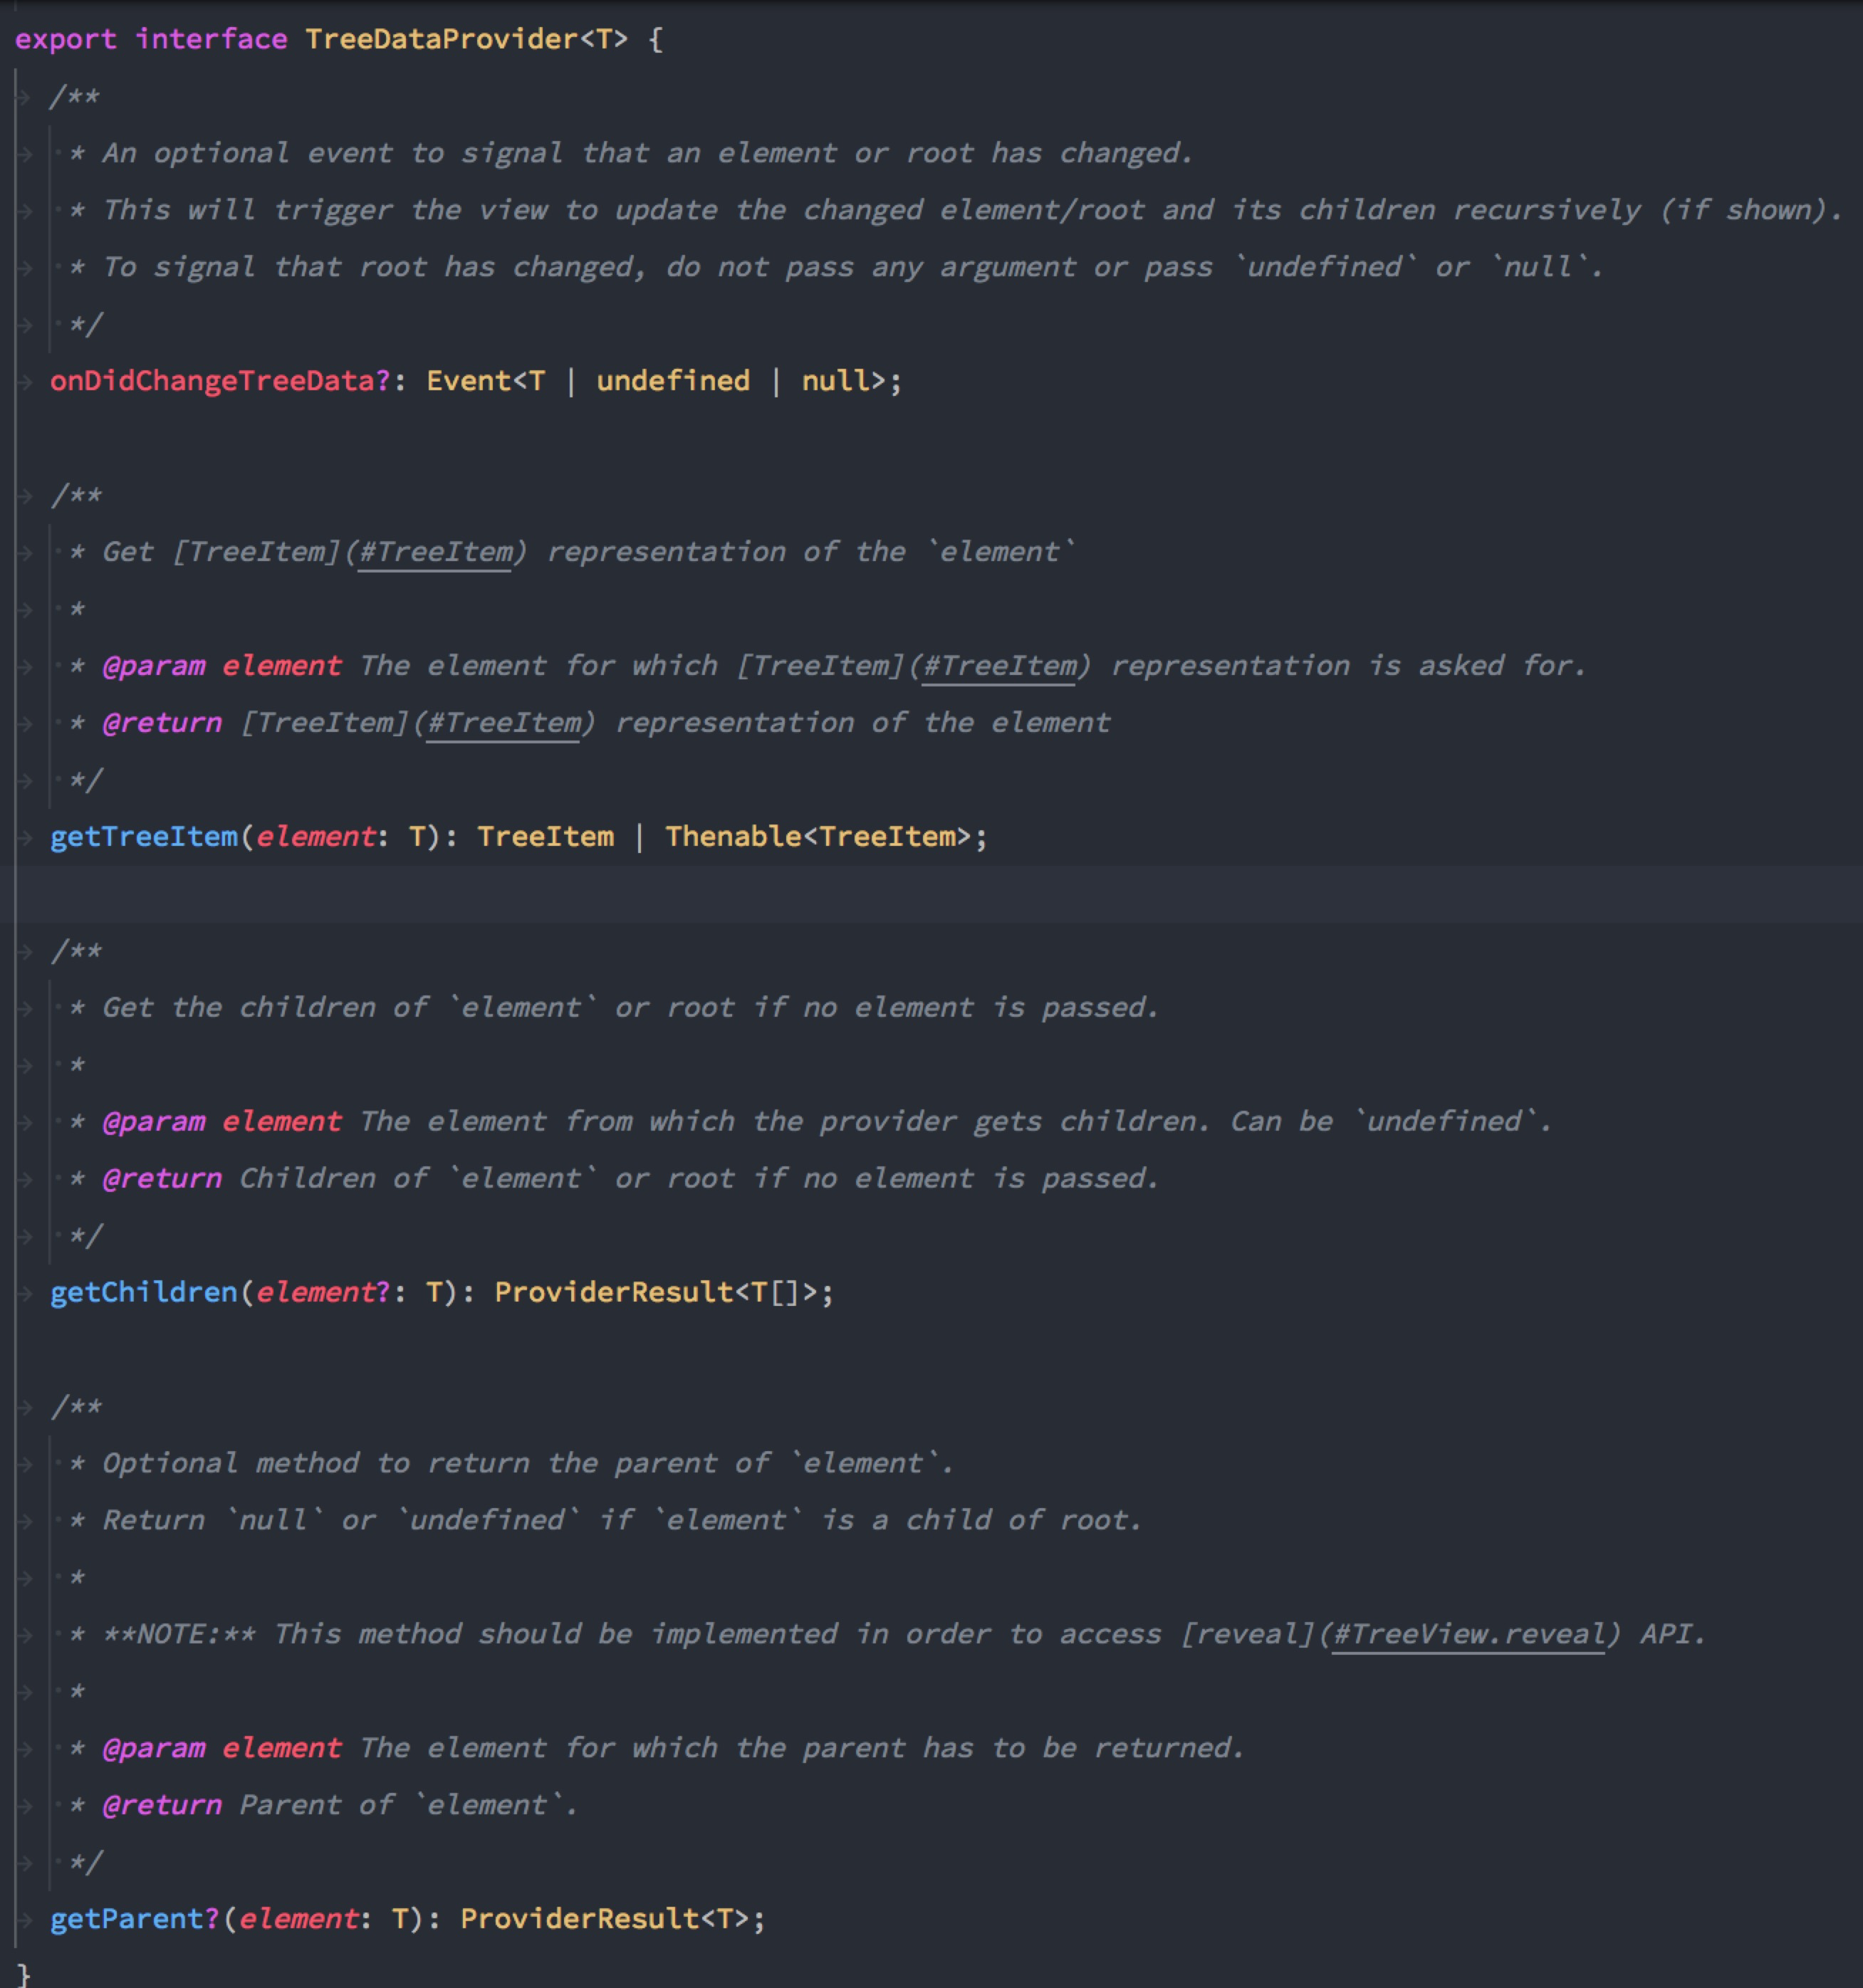 export interface TreeDataProvider<T> {
/**
* An optional event to signal that an element or root has changed.
* This will trigger the view to update the changed element/root and its children recursively (if shown).
* To signal that root has changed, do not pass any argument or pass `undefined` or `null`.
*/
onDidChangeTreeData?: Event<T | undefined | null>;
/**
* Get [TreeItem](#TreeItem) representation of the `element`
*
* @param element The element for which [TreeItem](#TreeItem) representation is asked for.
* @return [TreeItem](#TreeItem) representation of the element
*/
getTreeItem(element: T): TreeItem | Thenable<TreeItem>;
/**
* Get the children of `element` or root if no element is passed.
*
* @param element The element from which the provider gets children. Can be `undefined`.
* @return Children of `element` or root if no element is passed.
*/
getChildren(element?: T): ProviderResult<T[]>;
/**
* Optional method to return the parent of `element`.
* Return `null` or `undefined` if `element` is a child of root.
*
* **NOTE:** This method should be implemented in order to access [reveal](#TreeView.reveal) API.
*
* @param element The element for which the parent has to be returned.
* @return Parent of `element`.
*/
getParent?(element: T): ProviderResult<T>;
}